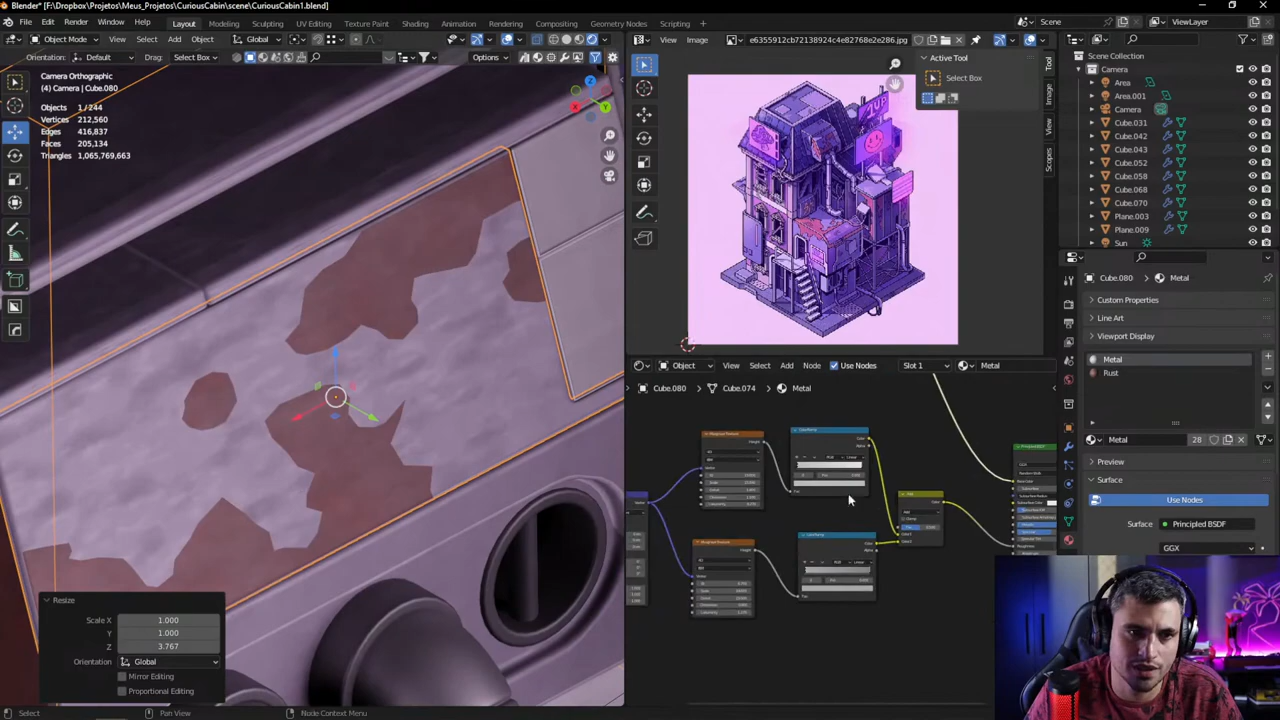 Blender* [F:\Dropbox\Projetos\Meus_Projetos\CuriousCabin\scene\CuriousCabin1.blend]
File Edit Render Window Help Layout Modeling Sculpting UV Editing Texture Paint Shading Animation Rendering Compositing Geometry Nodes Scripting + Scene ViewLayer
Object Mode View Select Add Object Global
Orientation: Default Drag: Select Box Options
Camera Orthographic
(4) Camera | Cube.080
Objects 1 / 244
Vertices 212,560
Edges 416,837
Faces 205,134
Triangles 1,065,769,663
Z
X
Y
Resize
Scale X 1.000
Y 1.000
Z 3.767
Orientation Global
Mirror Editing
Proportional Editing
View Image e6355912cb72138924c4e82768e2e286.jpg
Active Tool
Select Box
Tool
Image
View
Scopes
1UP
Object View Select Add Node Use Nodes Slot 1 Metal
Cube.080 > Cube.074 > Metal
Scene Collection
Camera
Area
Area.001
Camera
Cube.031
Cube.042
Cube.043
Cube.052
Cube.058
Cube.068
Cube.070
Plane.003
Plane.009
Sun
Cube.080 > Metal
Custom Properties
Line Art
Viewport Display
Metal
Rust
Metal 28
Preview
Surface
Use Nodes
Surface Principled BSDF
GGX
Select Pan View Node Context Menu